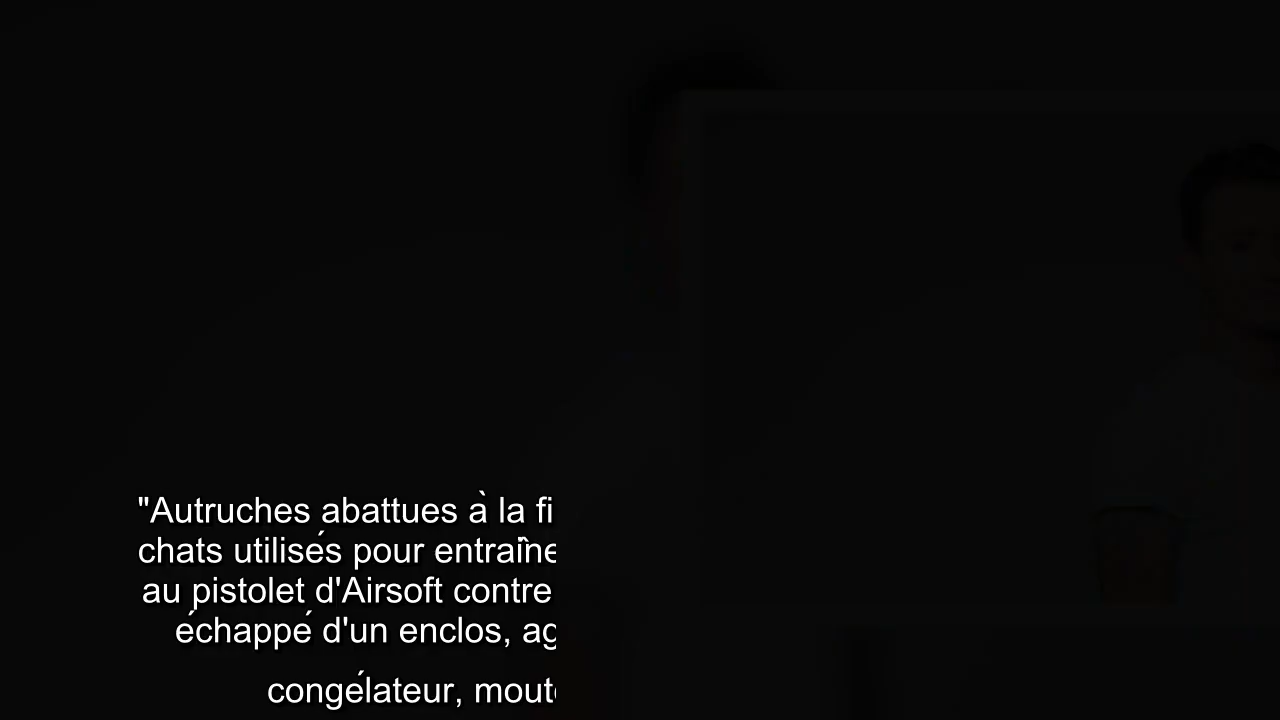 "Autruches abattues à la fi
chats utilisés pour entraîne
au pistolet d'Airsoft contre
échappé d'un enclos, ag
congélateur, mout